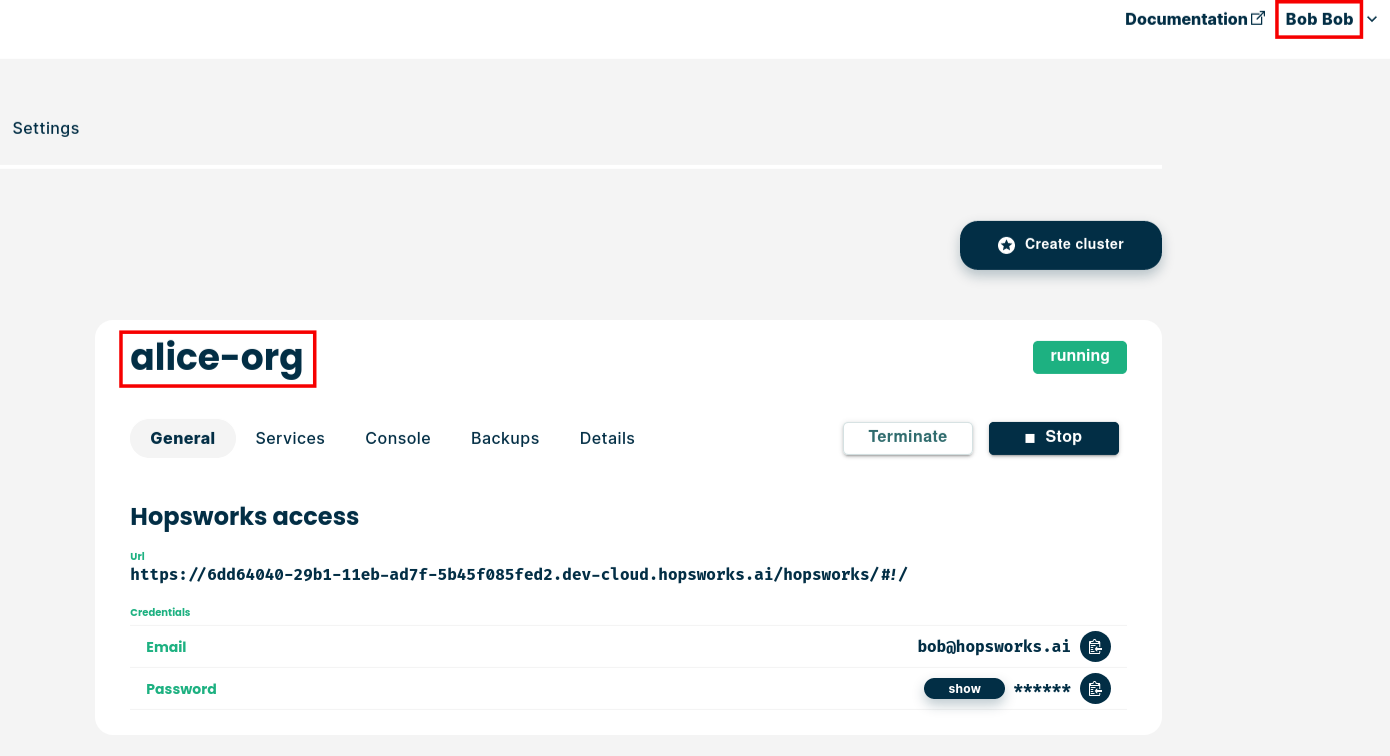 Documentation Bob Bob
Settings
Create cluster
alice-org running
General Services Console Backups Details Terminate Stop
Hopsworks access
Url
https://6dd64040-29b1-11eb-ad7f-5b45f085fed2.dev-cloud.hopsworks.ai/hopsworks/#!/
Credentials
Email bob@hopsworks.ai
Password show ******